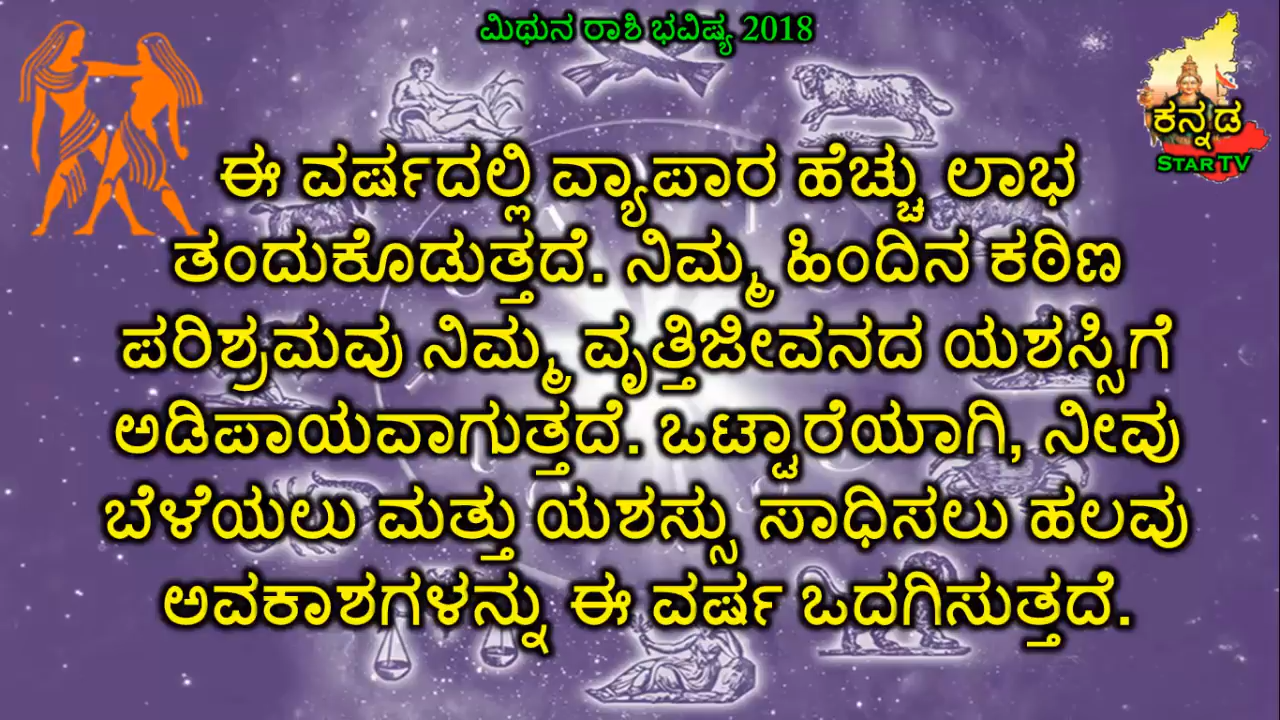 ಮಿಥುನ ರಾಶಿ ಭವಿಷ್ಯ 2018
ಕನ್ನಡ
STAR TV
ಈ ವರ್ಷದಲ್ಲಿ ವ್ಯಾಪಾರ ಹೆಚ್ಚು ಲಾಭ
ತಂದುಕೊಡುತ್ತದೆ. ನಿಮ್ಮ ಹಿಂದಿನ ಕಠಿಣ
ಪರಿಶ್ರಮವು ನಿಮ್ಮ ವೃತ್ತಿಜೀವನದ ಯಶಸ್ಸಿಗೆ
ಅಡಿಪಾಯವಾಗುತ್ತದೆ. ಒಟ್ಟಾರೆಯಾಗಿ, ನೀವು
ಬೆಳೆಯಲು ಮತ್ತು ಯಶಸ್ಸು ಸಾಧಿಸಲು ಹಲವು
ಅವಕಾಶಗಳನ್ನು ಈ ವರ್ಷ ಒದಗಿಸುತ್ತದೆ.